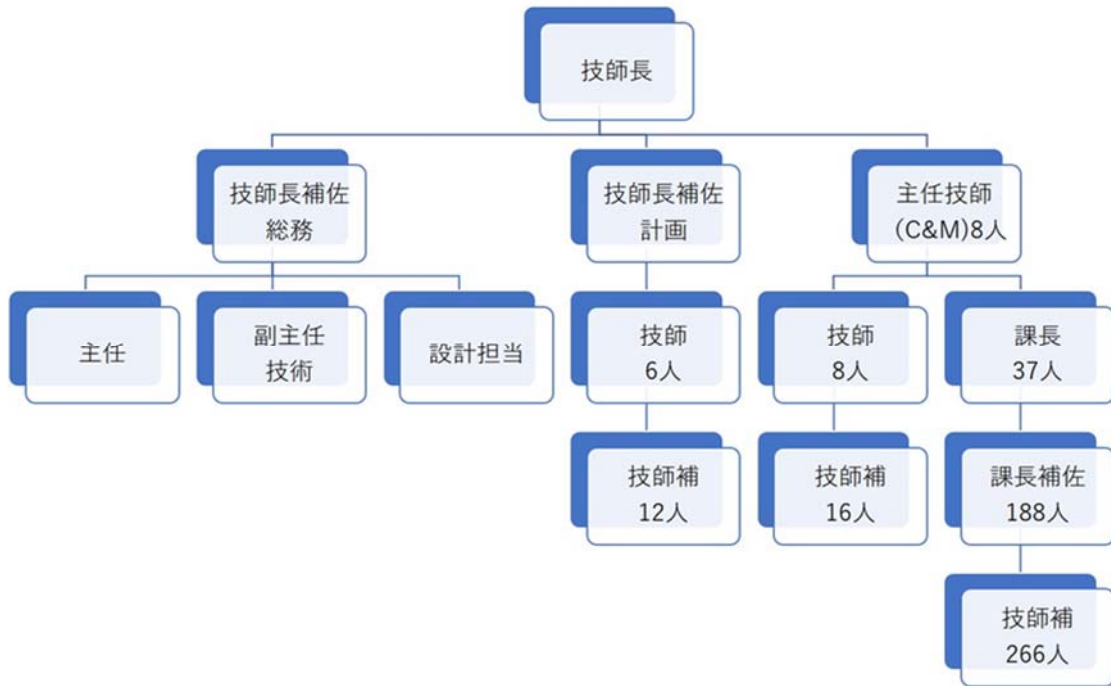 技師長
技師長補佐
総務
技師長補佐
計画
主任技師
(C&M)8人
主任
副主任
技術
設計担当
技師
6人
技師
8人
課長
37人
技師補
12人
技師補
16人
課長補佐
188人
技師補
266人